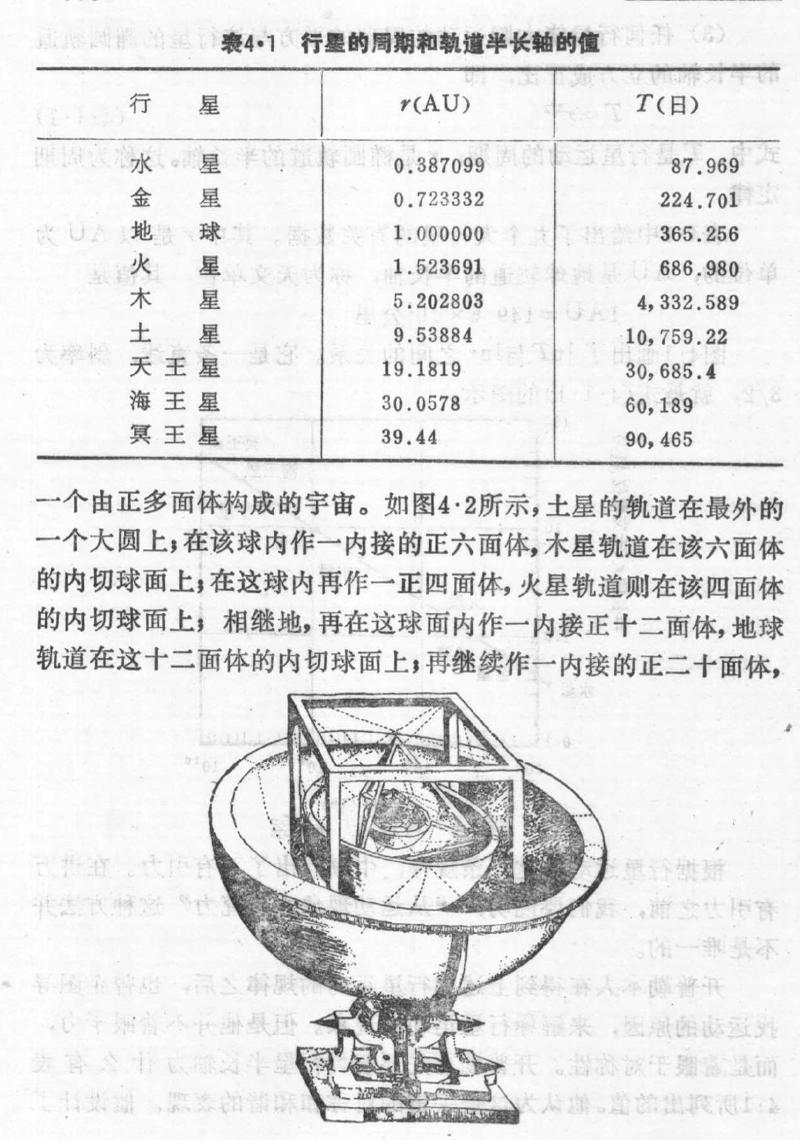 表4·1 行星的周期和轨道半长轴的值
行 星 r(AU) T(日)
水 星 0.387099 87.969
金 星 0.723332 224.701
地 球 1.000000 365.256
火 星 1.523691 686.980
木 星 5.202803 4,332.589
土 星 9.53884 10,759.22
天 王 星 19.1819 30,685.4
海 王 星 30.0578 60,189
冥 王 星 39.44 90,465
一个由正多面体构成的宇宙。如图4·2所示,土星的轨道在最外的
一个大圆上;在该球内作一内接的正六面体,木星轨道在该六面体
的内切球面上;在这球内再作一正四面体,火星轨道则在该四面体
的内切球面上; 相继地,再在这球面内作一内接正十二面体,地球
轨道在这十二面体的内切球面上;再继续作一内接的正二十面体,